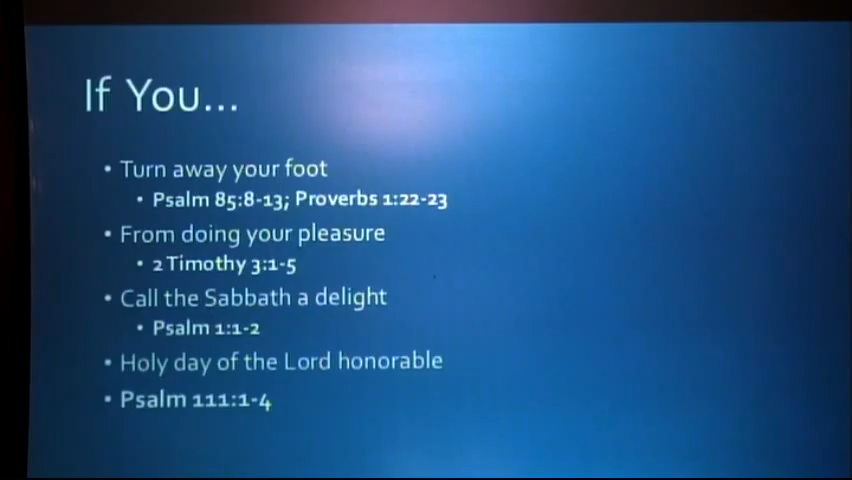 If You...
• Turn away your foot
• Psalm 85:8-13; Proverbs 1:22-23
• From doing your pleasure
• 2 Timothy 3:1-5
• Call the Sabbath a delight
• Psalm 1:1-2
• Holy day of the Lord honorable
• Psalm 111:1-4